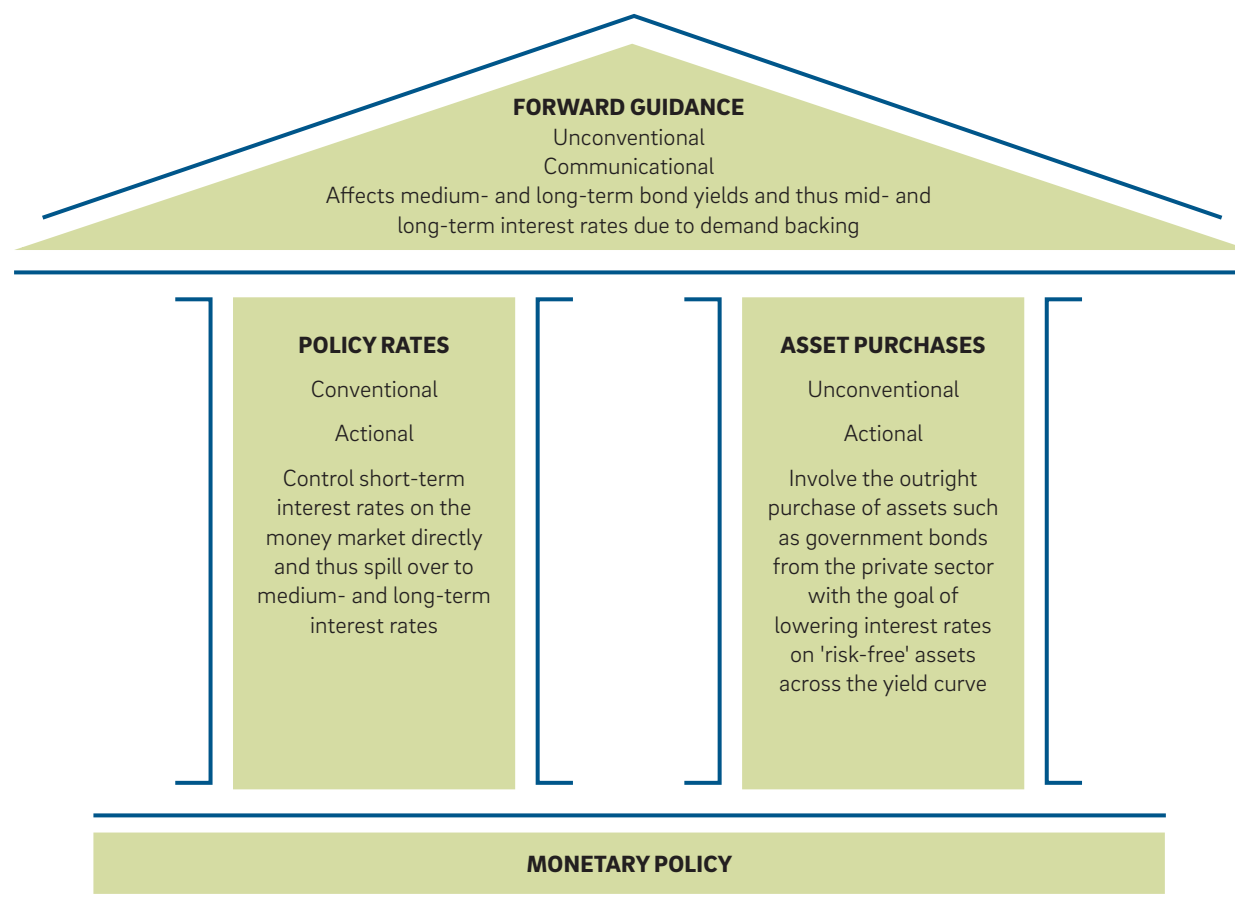 FORWARD GUIDANCE
Unconventional
Communicational
Affects medium- and long-term bond yields and thus mid- and
long-term interest rates due to demand backing
POLICY RATES
Conventional
Actional
Control short-term
interest rates on the
money market directly
and thus spill over to
medium- and long-term
interest rates
ASSET PURCHASES
Unconventional
Actional
Involve the outright
purchase of assets such
as government bonds
from the private sector
with the goal of
lowering interest rates
on 'risk-free' assets
across the yield curve
MONETARY POLICY